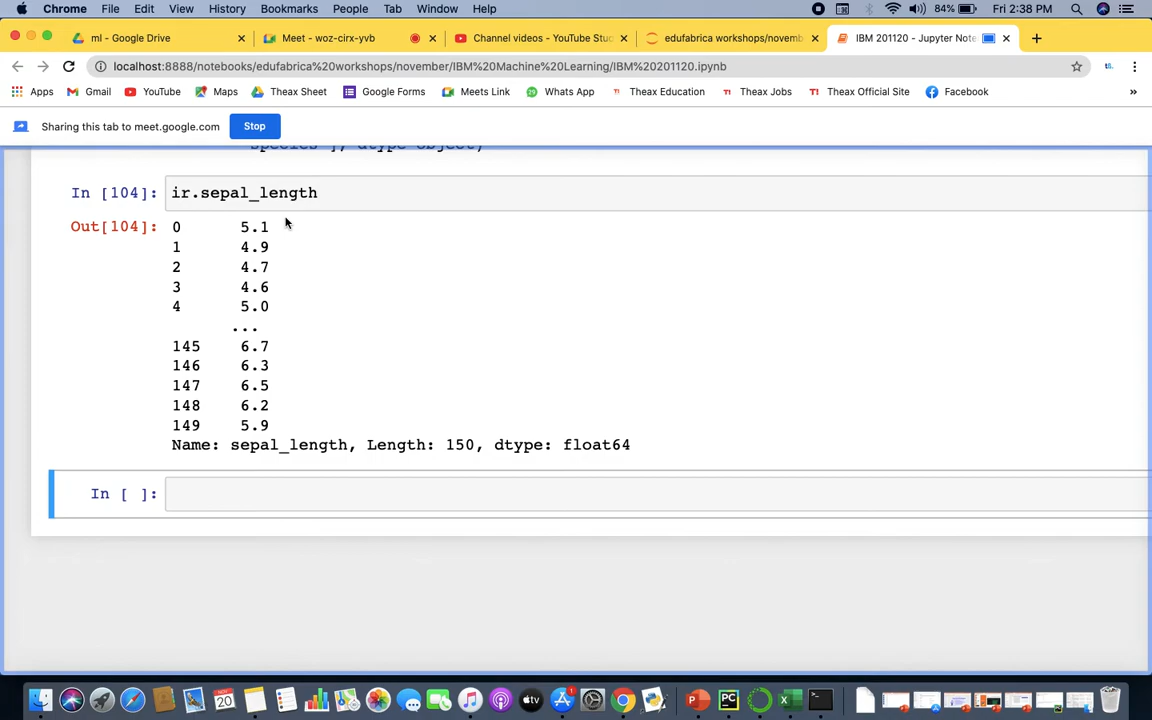 Chrome File Edit View History Bookmarks People Tab Window Help 84% Fri 2:38 PM
ml - Google Drive Meet - woz-cirx-yvb Channel videos - YouTube Stu edufabrica workshops/novemb IBM 201120 - Jupyter Note
localhost:8888/notebooks/edufabrica%20workshops/november/IBM%20Machine%20Learning/IBM%20201120.ipynb
Apps Gmail YouTube Maps Theax Sheet Google Forms Meets Link Whats App Theax Education Theax Jobs Theax Official Site Facebook »
Sharing this tab to meet.google.com Stop
species'], dtype='object')
In [104]: ir.sepal_length
Out[104]: 0 5.1
1 4.9
2 4.7
3 4.6
4 5.0
...
145 6.7
146 6.3
147 6.5
148 6.2
149 5.9
Name: sepal_length, Length: 150, dtype: float64
In [ ]: